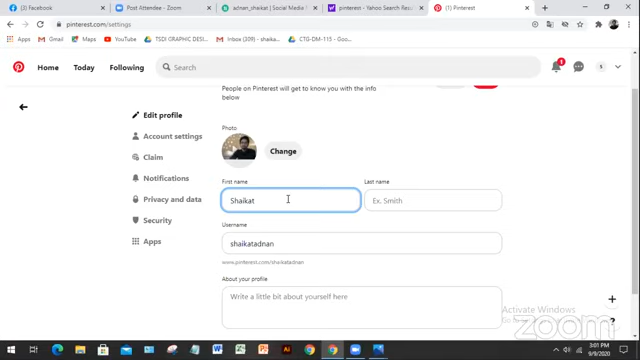 Facebook
Post Attendee - Zoom
adnan_shaikat | Social Media
pinterest - Yahoo Search Resu
(1) Pinterest
pinterest.com/settings
Apps
Gmail
Maps
YouTube
TSDI GRAPHIC DESI
Inbox (309) - shaika...
CTG-DM-115 - Goo...
Home
Today
Following
Search
1
S
People on Pinterest will get to know you with the info
below
Edit profile
Account settings
Claim
Notifications
Privacy and data
Security
Apps
Photo
Change
First name
Last name
Shaikat
Ex. Smith
Username
shaikatadnan
www.pinterest.com/shaikatadnan
About your profile
Write a little bit about yourself here
+
?
Activate Windows
zoom
3:01 PM
9/9/2020